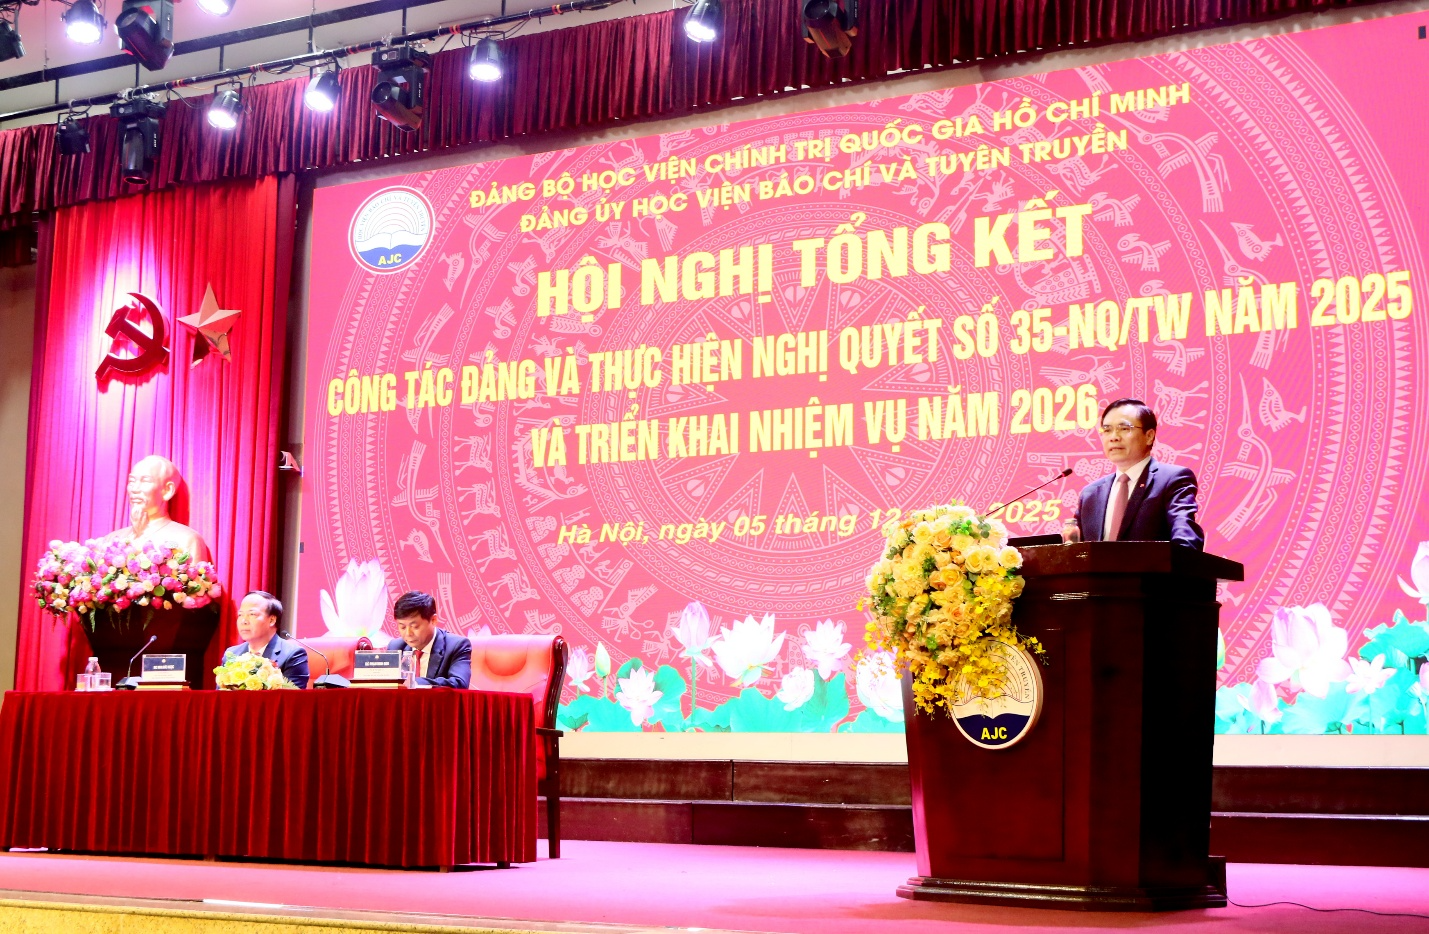 ĐẢNG BỘ HỌC VIỆN CHÍNH TRỊ QUỐC GIA HỒ CHÍ MINH
ĐẢNG ỦY HỌC VIỆN BÁO CHÍ VÀ TUYÊN TRUYỀN
HỘI NGHỊ TỔNG KẾT
CÔNG TÁC ĐẢNG VÀ THỰC HIỆN NGHỊ QUYẾT SỐ 35-NQ/TW NĂM 2025
VÀ TRIỂN KHAI NHIỆM VỤ NĂM 2026
Hà Nội, ngày 05 tháng 12 2025
AJC
AJC